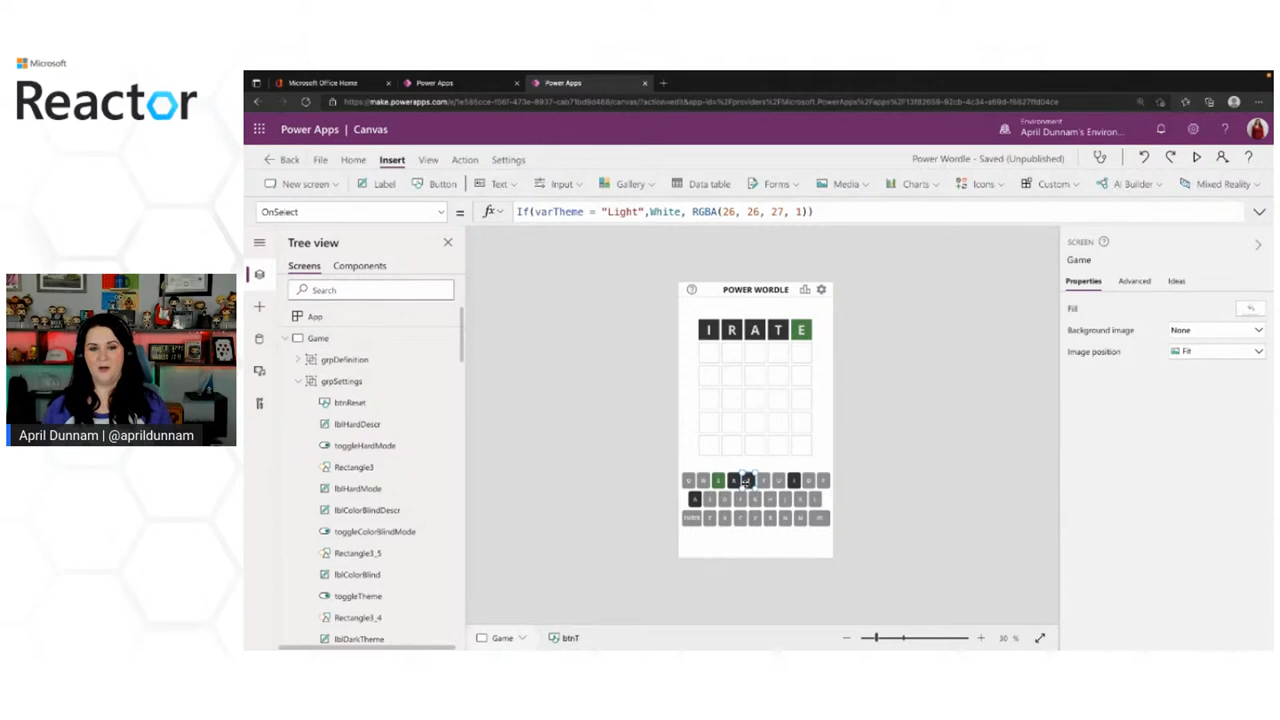 Microsoft
Reactor
April Dunnam | @aprildunnam
Microsoft Office Home
Power Apps
Power Apps
Power Apps | Canvas
Environment
April Dunnam's Environ...
Back
File
Home
Insert
View
Action
Settings
Power Wordle - Saved (Unpublished)
New screen
Label
Button
Text
Input
Gallery
Data table
Forms
Media
Charts
Icons
Custom
AI Builder
Mixed Reality
OnSelect
= fx If(varTheme = "Light",White, RGBA(26, 26, 27, 1))
Tree view
Screens
Components
Search
App
Game
grpDefinition
grpSettings
btnReset
lblHardDescr
toggleHardMode
Rectangle3
lblHardMode
lblColorBlindDescr
toggleColorBlindMode
Rectangle3_5
lblColorBlind
toggleTheme
Rectangle3_4
lblDarkTheme
POWER WORDLE
I R A T E
Game
btnT
30 %
SCREEN
Game
Properties
Advanced
Ideas
Fill
Background image
None
Image position
Fit